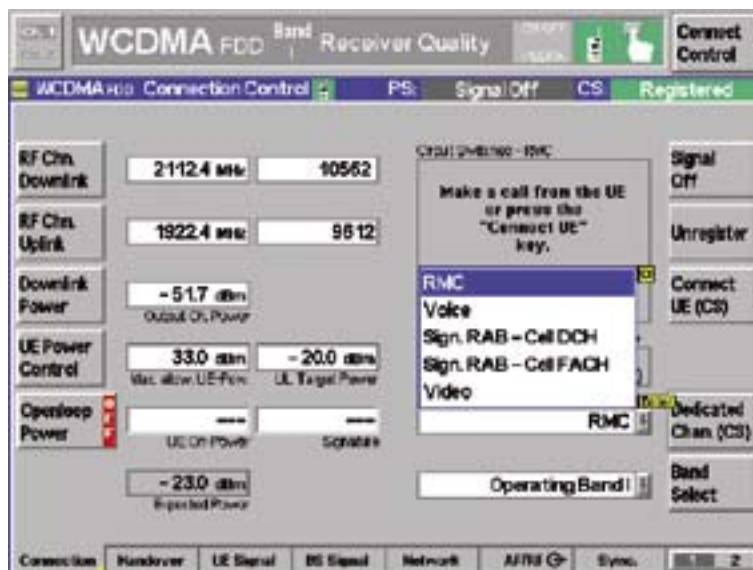 WCDMA FDD Band I Receiver Quality
Connect Control
WCDMA FDD Connection Control PS: Signal Off CS: Registered
RF Chn. Downlink
2112.4 MHz 10562
Circuit Switched - RMC
Signal Off
Make a call from the UE
or press the
"Connect UE"
key.
RF Chn. Uplink
1922.4 MHz 9612
Unregister
Downlink Power
-51.7 dBm
Output Ch. Power
RMC
Voice
Sign. RAB - Cell DCH
Sign. RAB - Cell FACH
Video
Connect UE (CS)
UE Power Control
33.0 dBm -20.0 dBm
Max. allow. UE-Pow. UL Target Power
Openloop Power
OFF
--- ---
Signature
RMC
Dedicated Chan. (CS)
-23.0 dBm
Expected Power
Operating Band I
Band Select
Connection Handover UE Signal BS Signal Network AF/RF Sync. 2